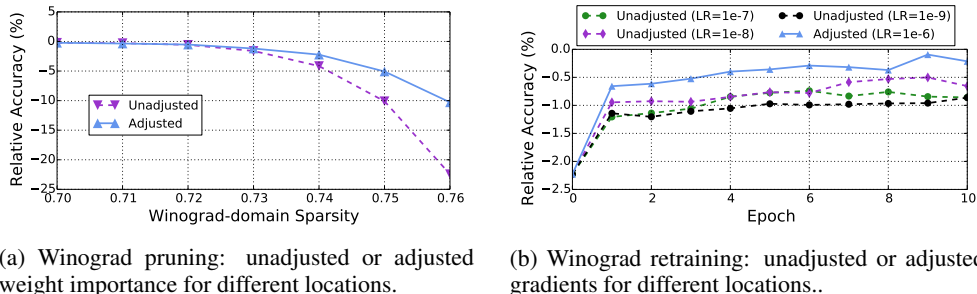 Relative Accuracy (%)
5
0
−5
−10
−15
−20
−25
Unadjusted
Adjusted
0.70 0.71 0.72 0.73 0.74 0.75 0.76
Winograd-domain Sparsity
(a) Winograd pruning: unadjusted or adjusted
weight importance for different locations.
Unadjusted (LR=1e-7)
Unadjusted (LR=1e-9)
Unadjusted (LR=1e-8)
Adjusted (LR=1e-6)
Relative Accuracy (%)
0.0
−0.5
−1.0
−1.5
−2.0
−2.5
0 2 4 6 8 10
Epoch
(b) Winograd retraining: unadjusted or adjusted
gradients for different locations..